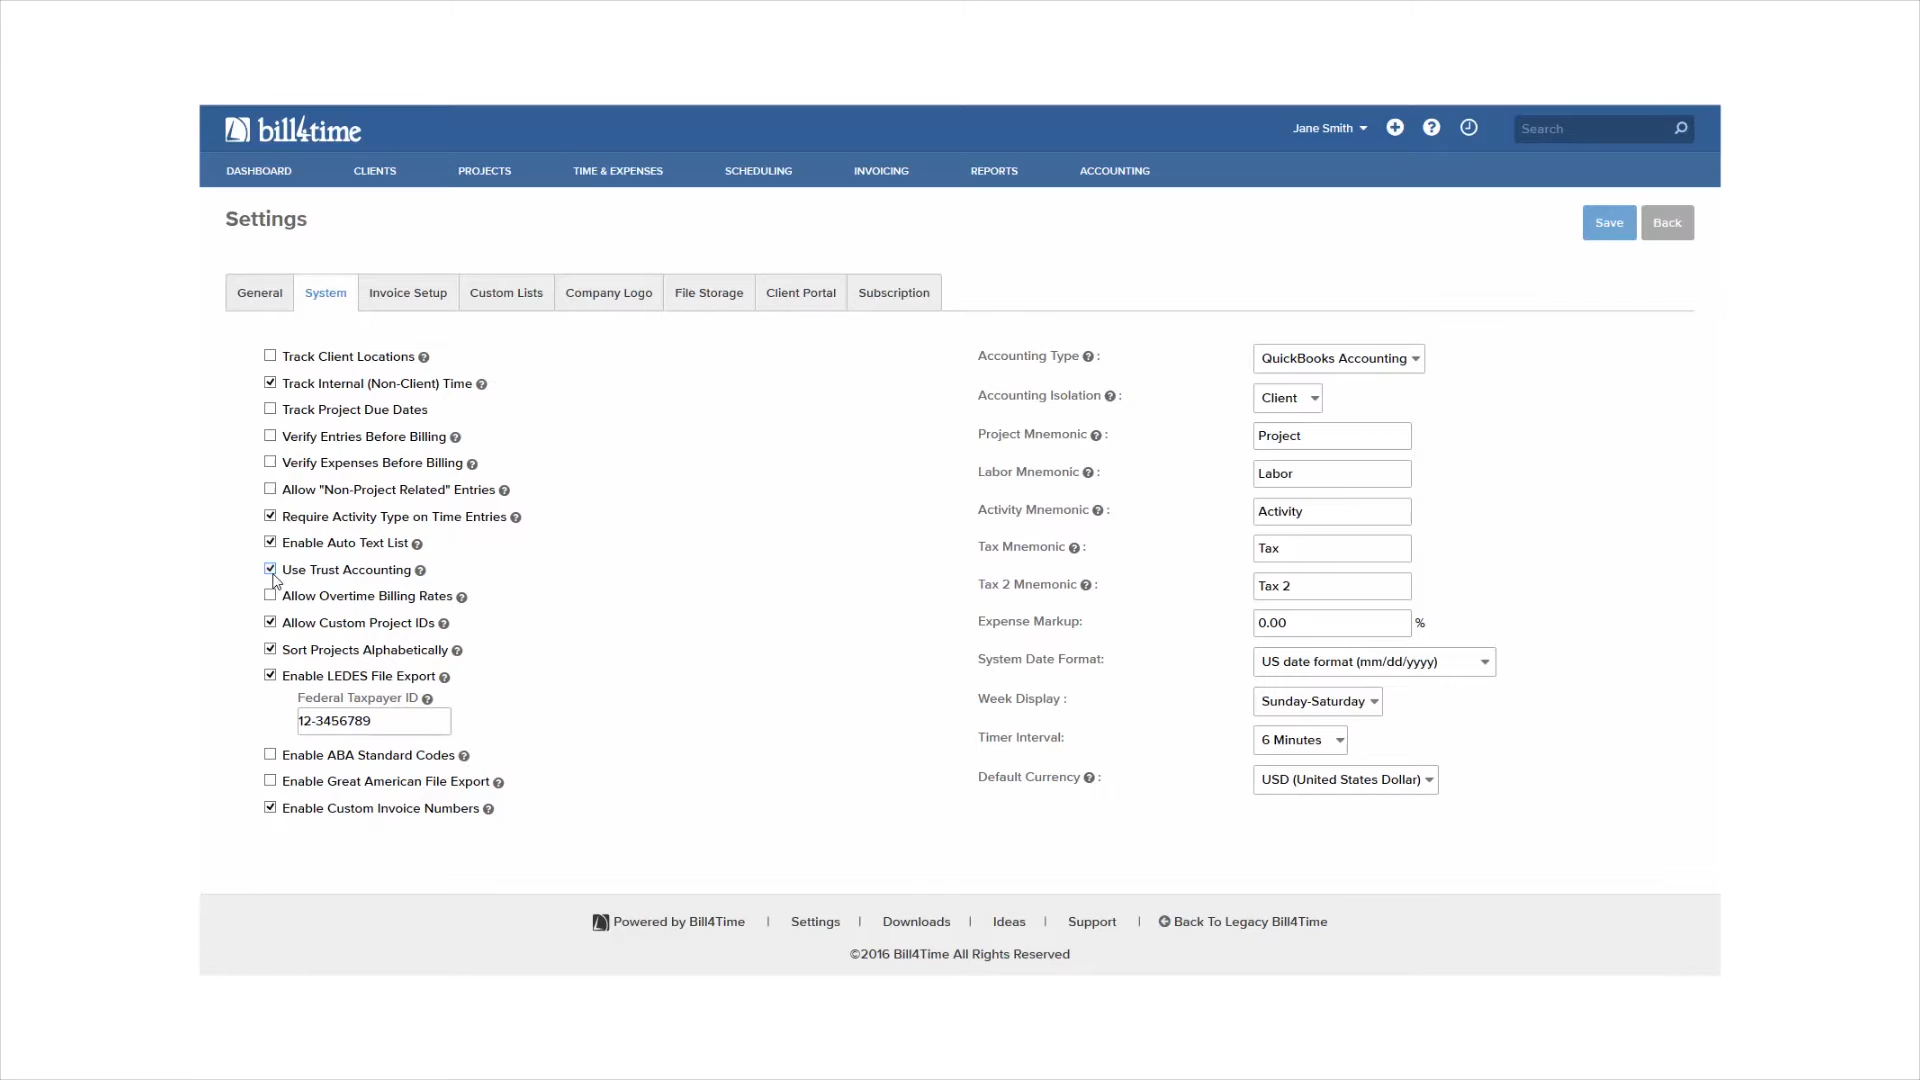 bill4time
Jane Smith
Search
DASHBOARD CLIENTS PROJECTS TIME & EXPENSES SCHEDULING INVOICING REPORTS ACCOUNTING
Settings
Save Back
General System Invoice Setup Custom Lists Company Logo File Storage Client Portal Subscription
Track Client Locations
Track Internal (Non-Client) Time
Track Project Due Dates
Verify Entries Before Billing
Verify Expenses Before Billing
Allow "Non-Project Related" Entries
Require Activity Type on Time Entries
Enable Auto Text List
Use Trust Accounting
Allow Overtime Billing Rates
Allow Custom Project IDs
Sort Projects Alphabetically
Enable LEDES File Export
Federal Taxpayer ID
12-3456789
Enable ABA Standard Codes
Enable Great American File Export
Enable Custom Invoice Numbers
Accounting Type : QuickBooks Accounting
Accounting Isolation : Client
Project Mnemonic : Project
Labor Mnemonic : Labor
Activity Mnemonic : Activity
Tax Mnemonic : Tax
Tax 2 Mnemonic : Tax 2
Expense Markup: 0.00 %
System Date Format: US date format (mm/dd/yyyy)
Week Display : Sunday-Saturday
Timer Interval: 6 Minutes
Default Currency : USD (United States Dollar)
Powered by Bill4Time | Settings | Downloads | Ideas | Support | Back To Legacy Bill4Time
©2016 Bill4Time All Rights Reserved